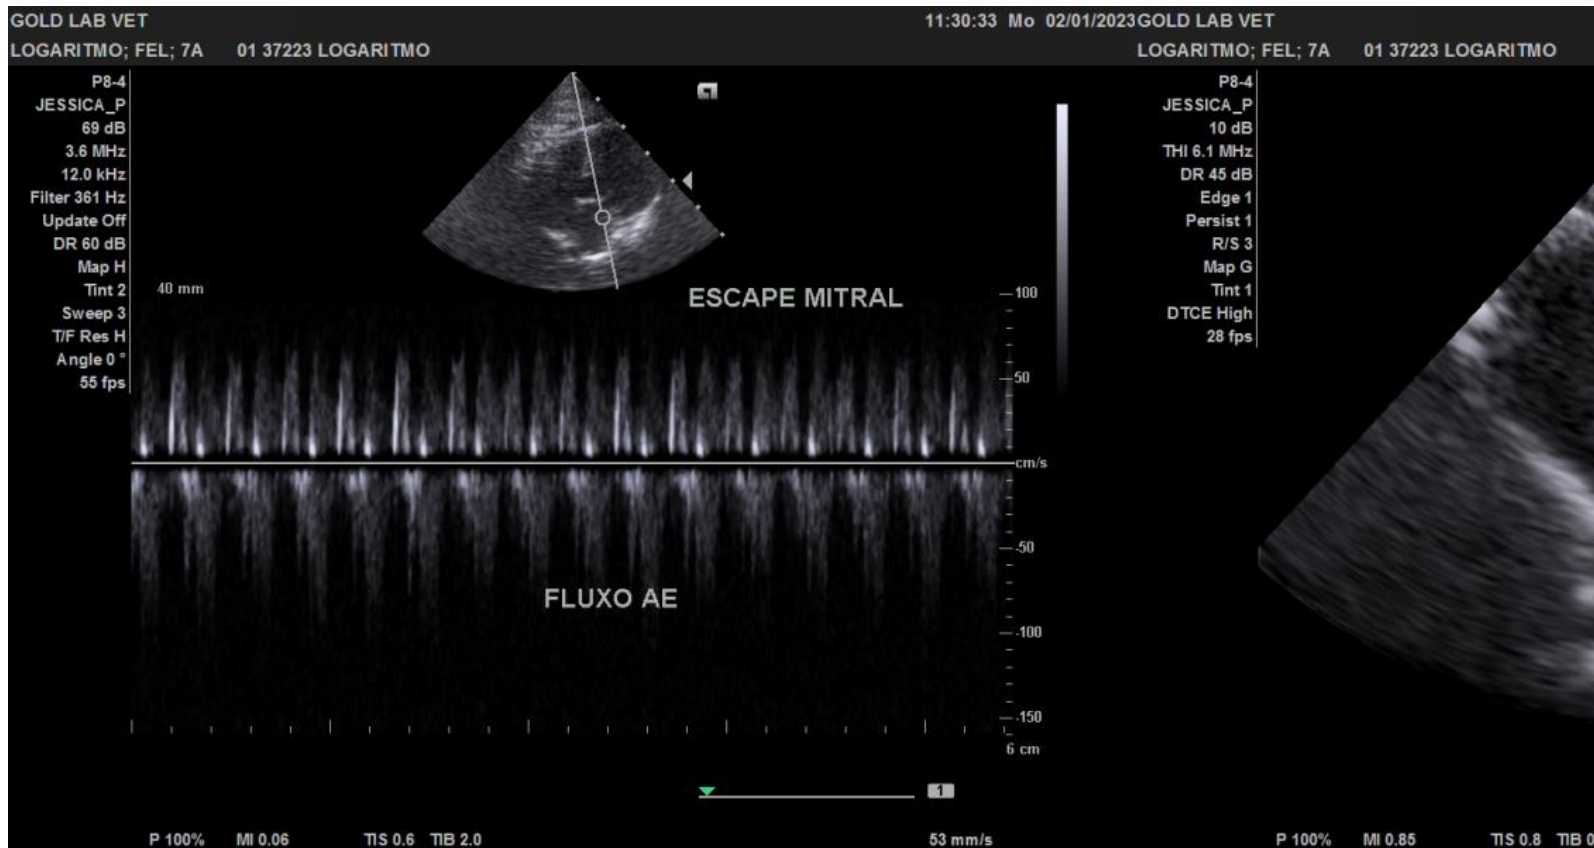 GOLD LAB VET
11:30:33 Mo 02/01/2023
LOGARITMO; FEL; 7A 01 37223 LOGARITMO
P8-4
JESSICA_P
69 dB
3.6 MHz
12.0 kHz
Filter 361 Hz
Update Off
DR 60 dB
Map H
Tint 2
Sweep 3
T/F Res H
Angle 0 °
55 fps
40 mm
ESCAPE MITRAL
100
50
cm/s
-50
FLUXO AE
-100
-150
6 cm
1
P 100% MI 0.06 TIS 0.6 TIB 2.0 53 mm/s
GOLD LAB VET
LOGARITMO; FEL; 7A 01 37223 LOGARITMO
P8-4
JESSICA_P
10 dB
THI 6.1 MHz
DR 45 dB
Edge 1
Persist 1
R/S 3
Map G
Tint 1
DTCE High
28 fps
P 100% MI 0.85 TIS 0.8 TIB